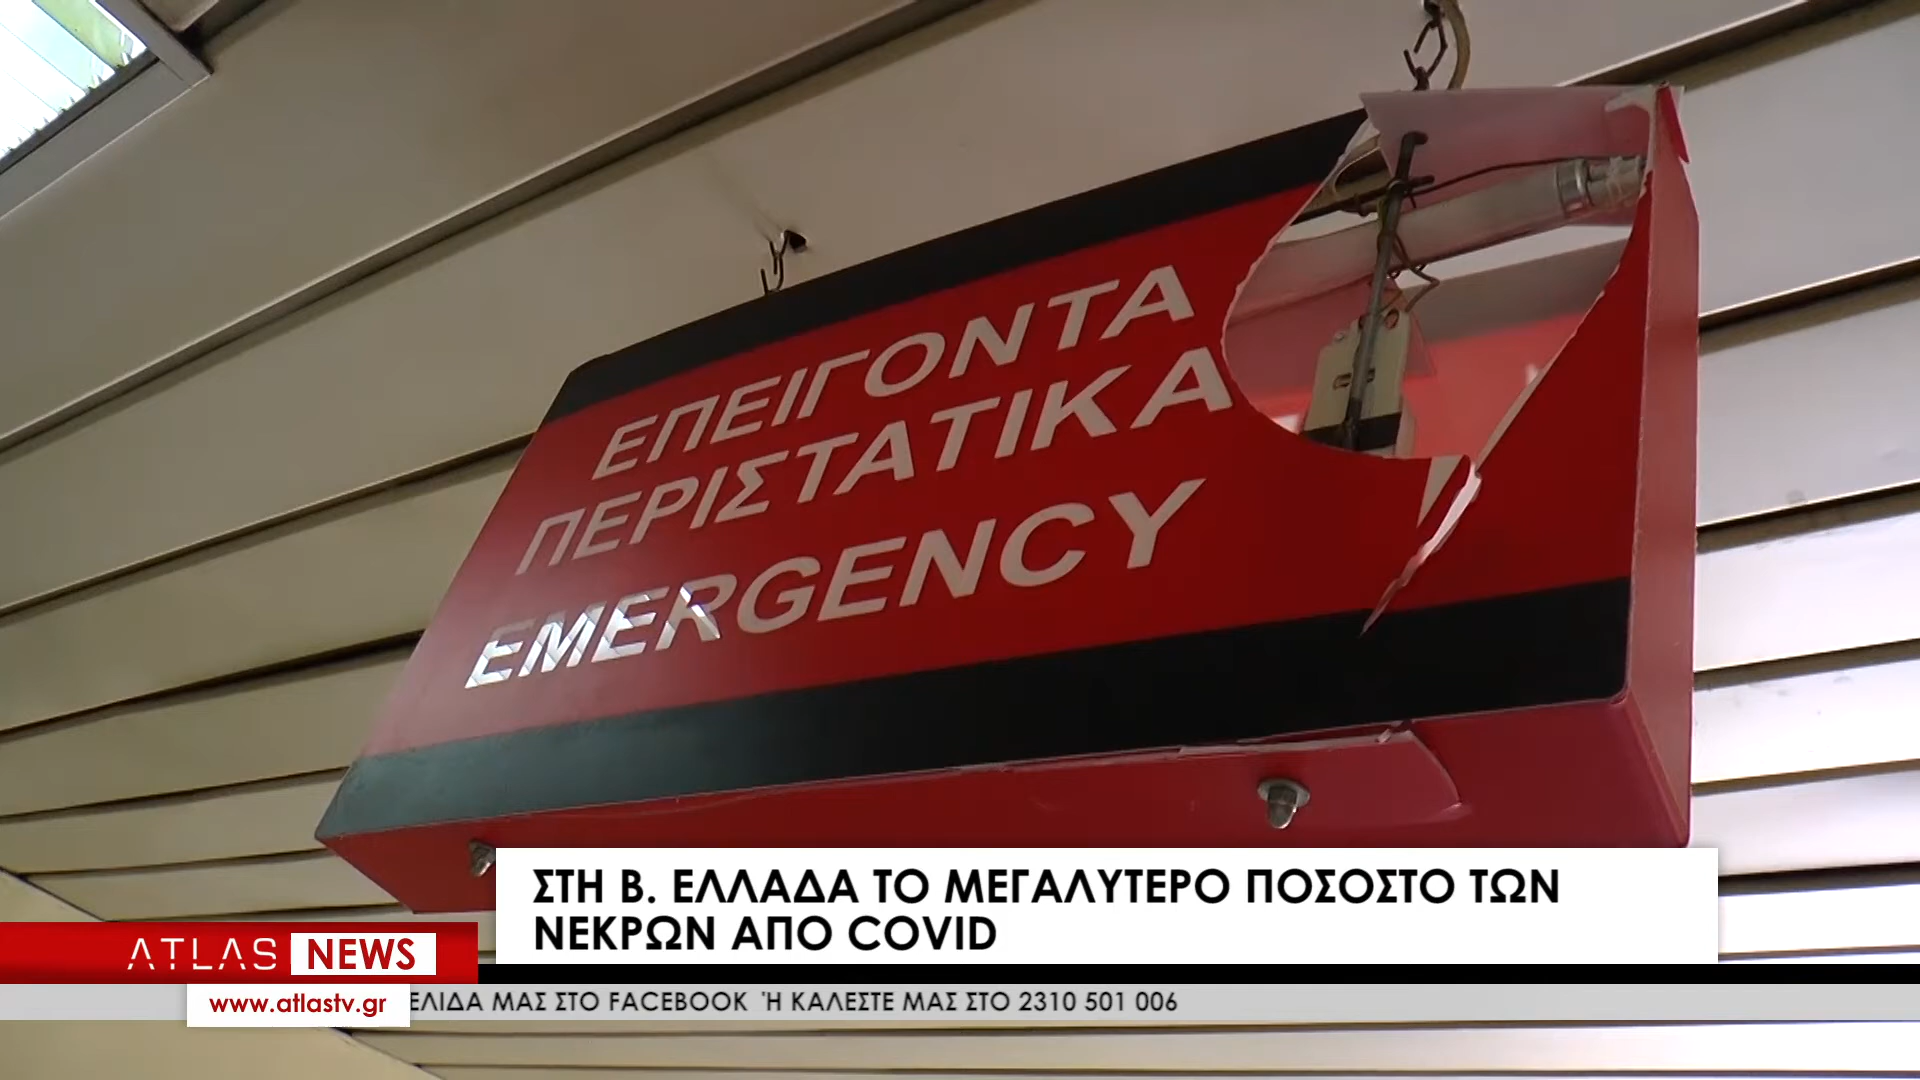 ΕΠΕΙΓΟΝΤΑ
ΠΕΡΙΣΤΑΤΙΚΑ
EMERGENCY
ΣΤΗ Β. ΕΛΛΑΔΑ ΤΟ ΜΕΓΑΛΥΤΕΡΟ ΠΟΣΟΣΤΟ ΤΩΝ
ΝΕΚΡΩΝ ΑΠΟ COVID
ATLAS NEWS
www.atlastv.gr
ΕΛΙΔΑ ΜΑΣ ΣΤΟ FACEBOOK Ή ΚΑΛΕΣΤΕ ΜΑΣ ΣΤΟ 2310 501 006